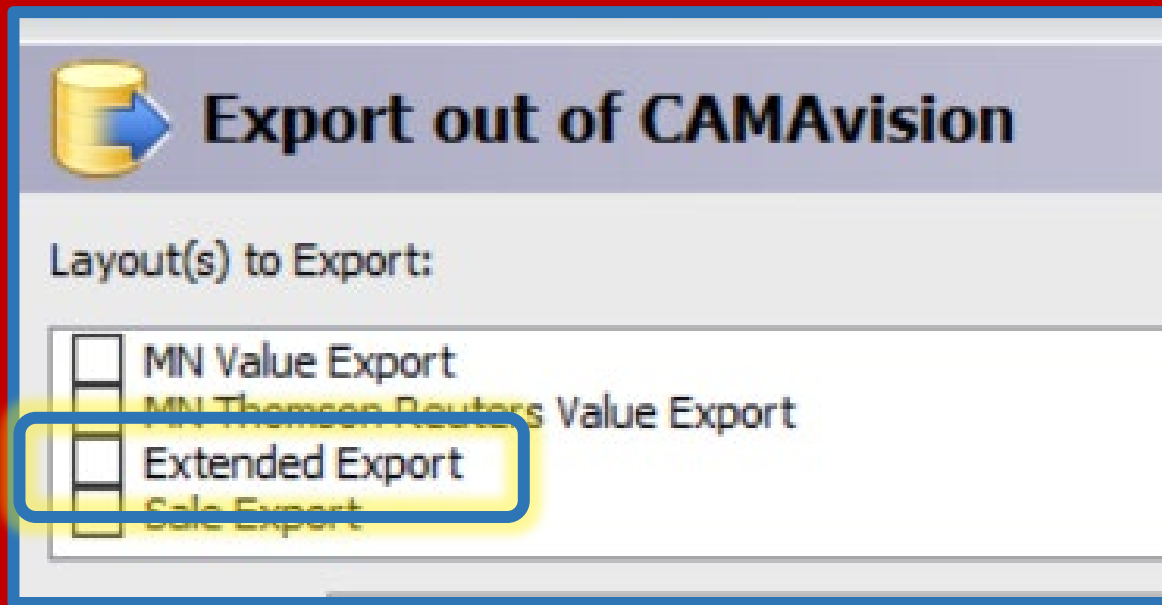 Export out of CAMAvision
Layout(s) to Export:
MN Value Export
MN Thomson Reuters Value Export
Extended Export
Sale Export